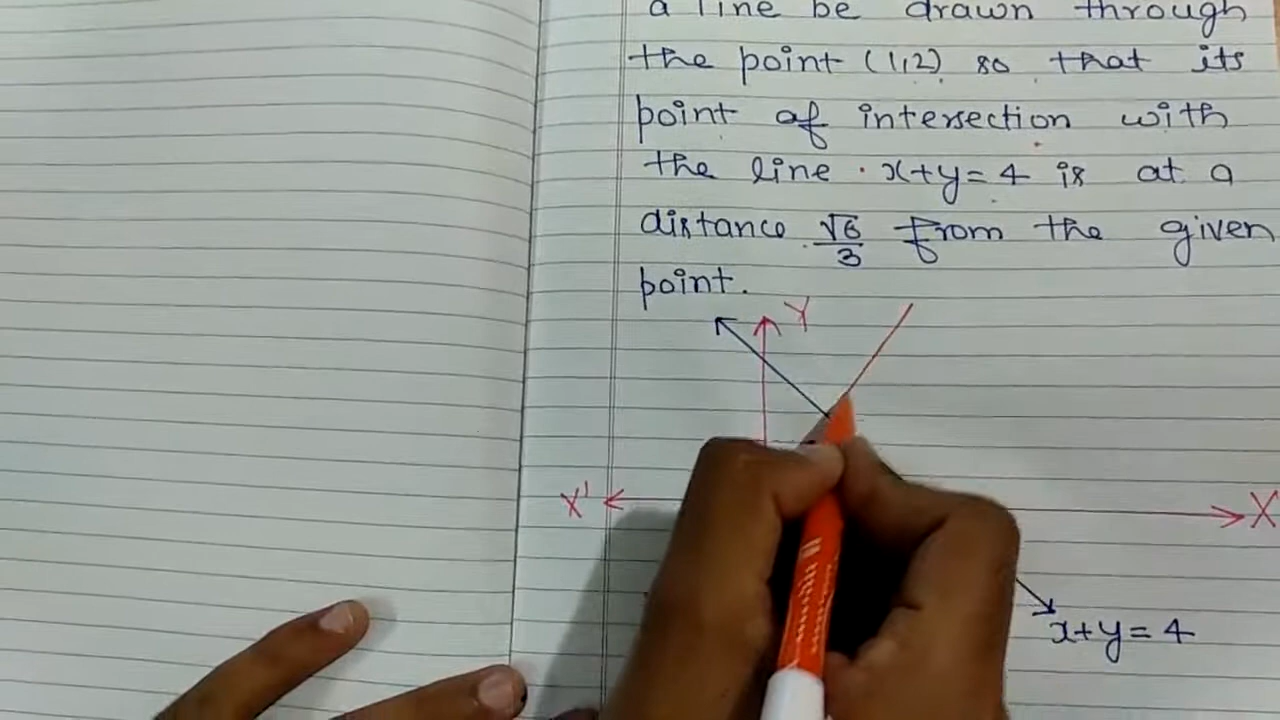 a line be drawn through
the point (1,2) so that its
point of intersection with
the line x+y=4 is at a
distance √6/3 from the given
point.
Y
X'
X
x+y=4